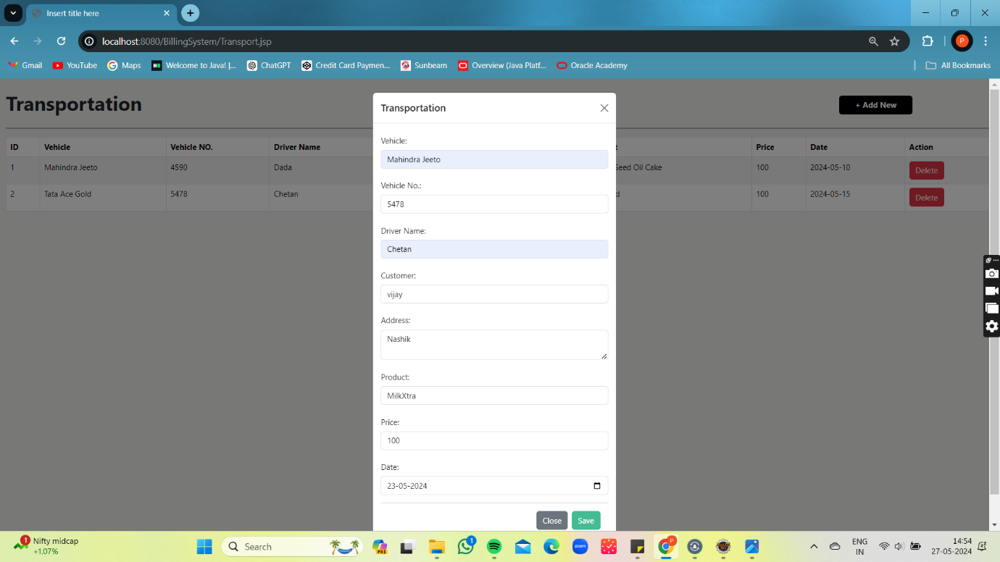 Insert title here
localhost:8080/BillingSystem/Transport.jsp
P
Gmail YouTube Maps Welcome to Java! |... ChatGPT Credit Card Paymen... Sunbeam Overview (Java Platf... Oracle Academy All Bookmarks
Transportation
+ Add New
ID Vehicle Vehicle NO. Driver Name Price Date Action
1 Mahindra Jeeto 4590 Dada Seed Oil Cake 100 2024-05-10 Delete
2 Tata Ace Gold 5478 Chetan 100 2024-05-15 Delete
Transportation
Vehicle:
Mahindra Jeeto
Vehicle No.:
5478
Driver Name:
Chetan
Customer:
vijay
Address:
Nashik
Product:
MilkXtra
Price:
100
Date:
23-05-2024
Close Save
1 Nifty midcap
+1.07%
Search
PRE
1
zoom
P
ENG
IN
14:54
27-05-2024